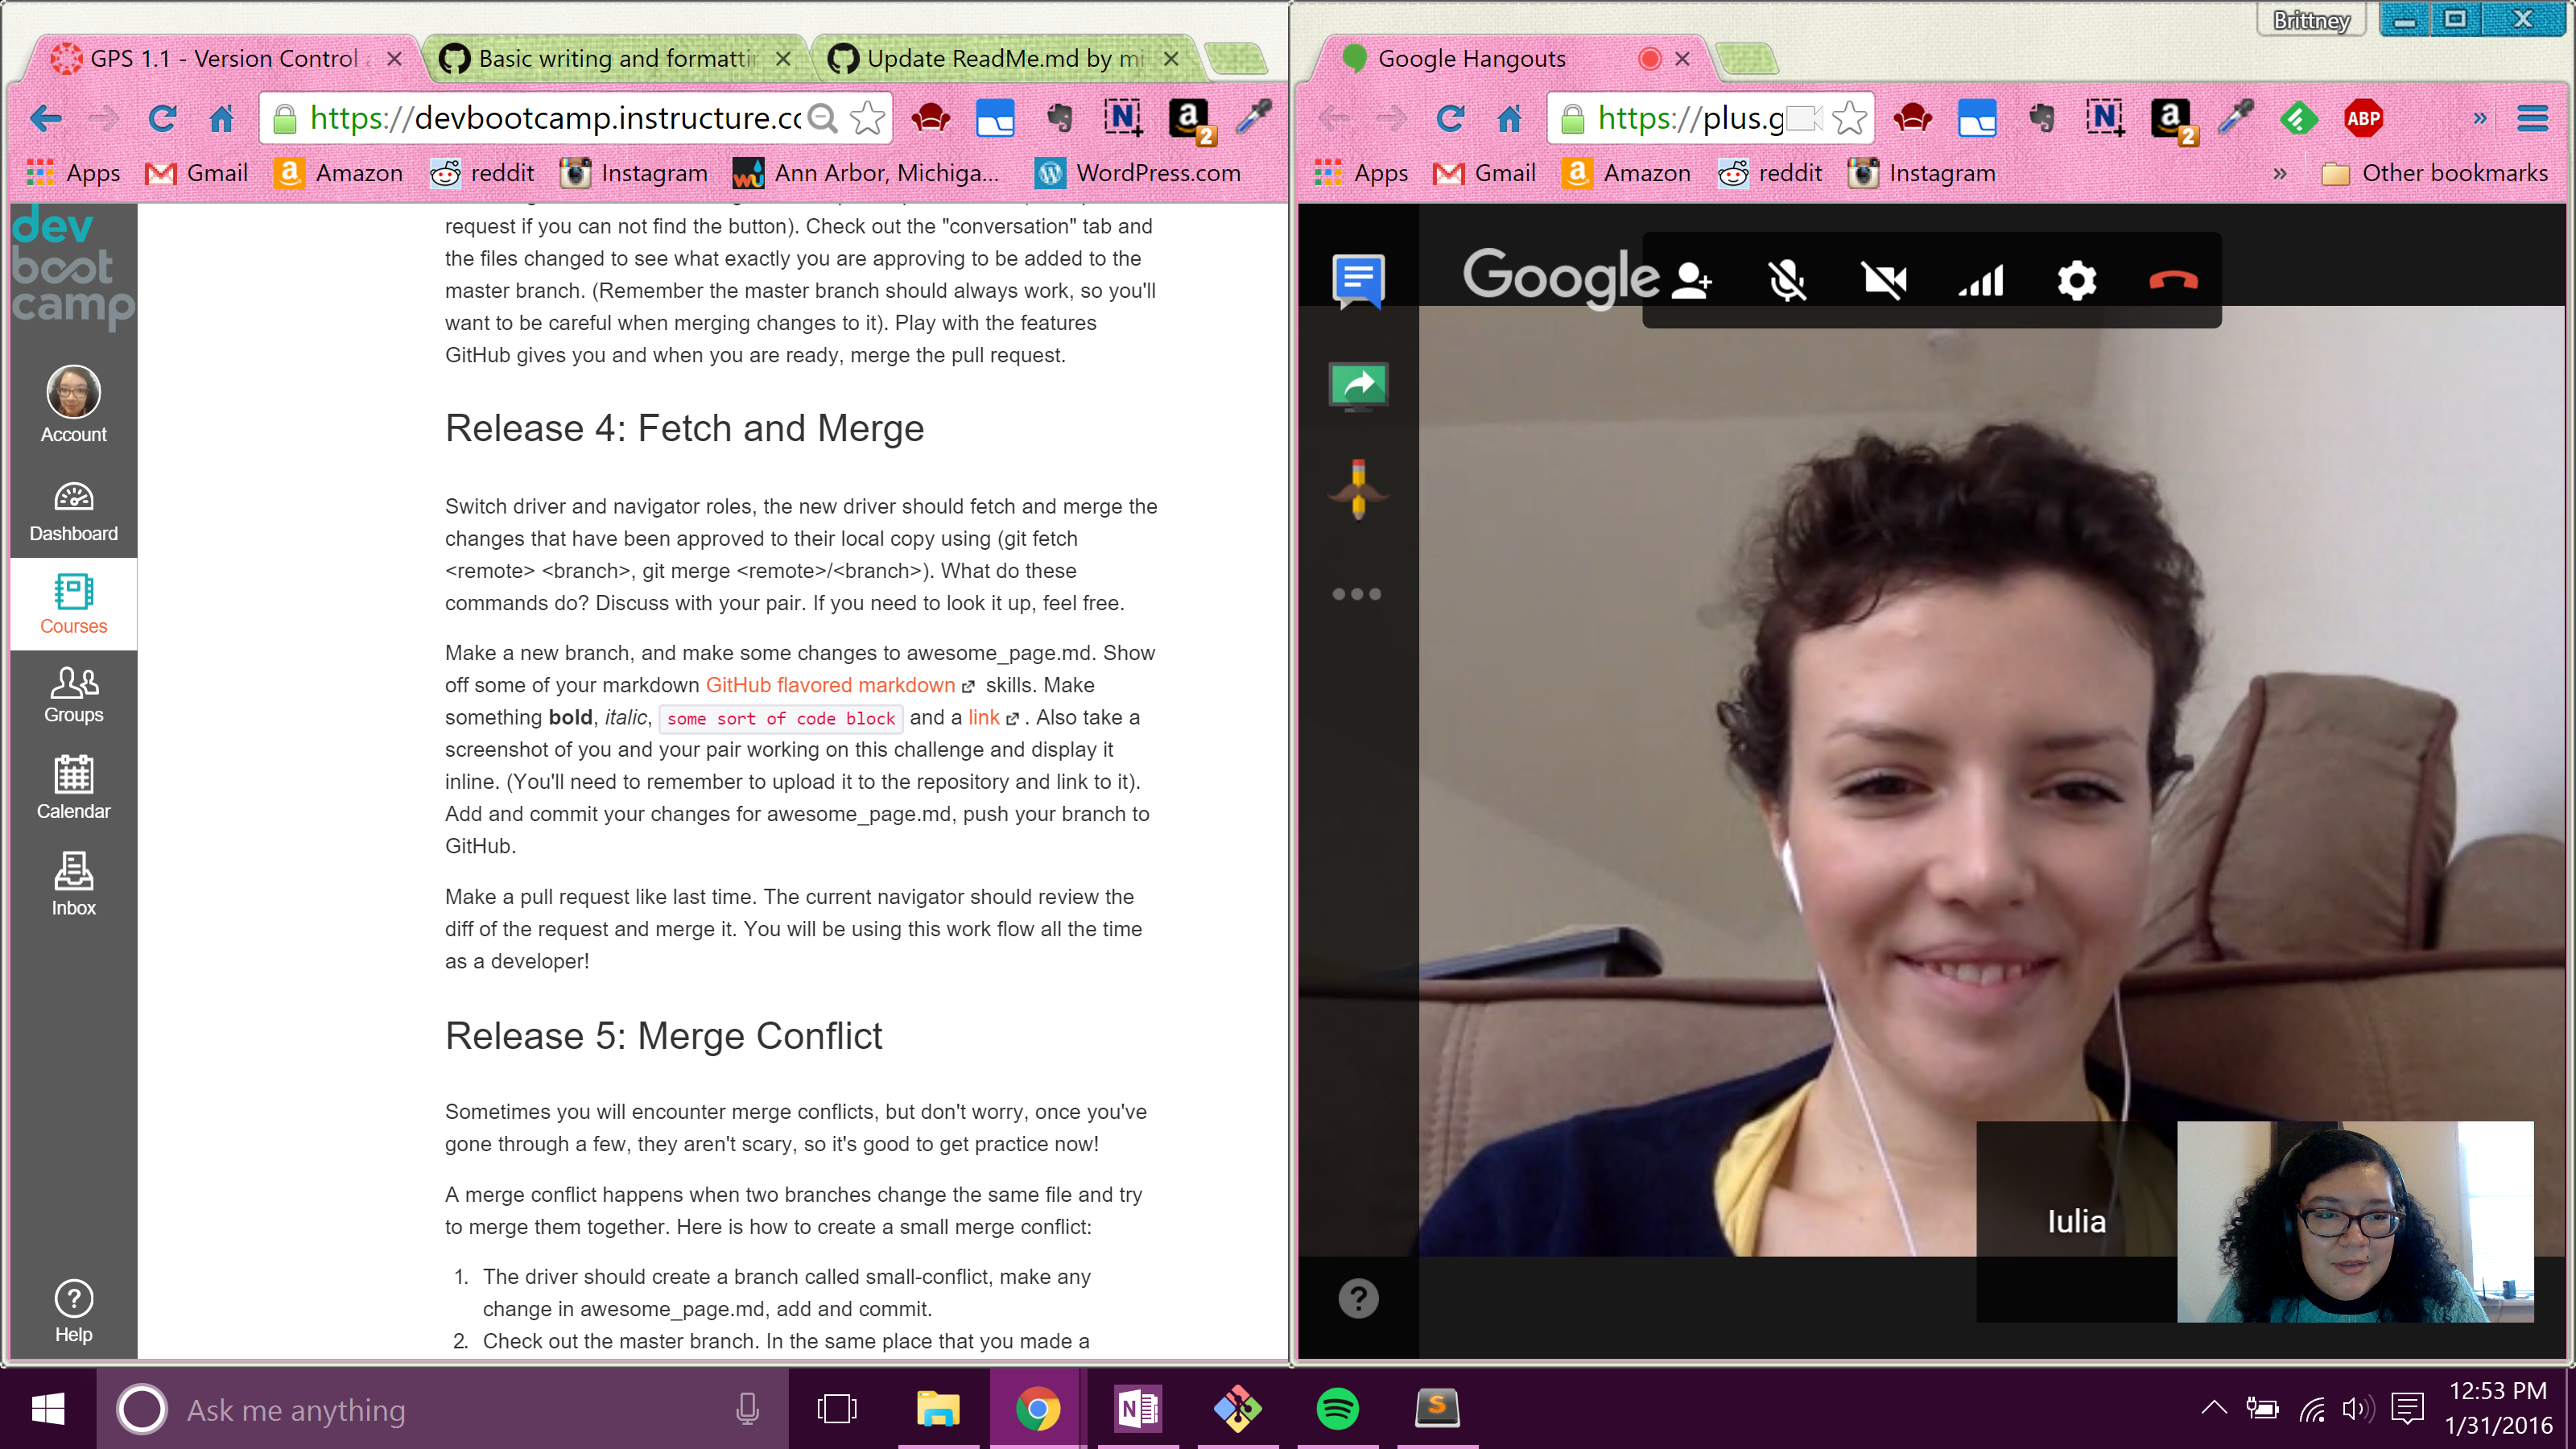 Brittney
GPS 1.1 - Version Control
Basic writing and formattin
Update ReadMe.md by
https://devbootcamp.instructure.cc
2
Apps
Gmail
Amazon
reddit
Instagram
Ann Arbor, Michiga...
WordPress.com
dev
bootcamp
Account
Dashboard
Courses
Groups
Calendar
Inbox
Help
request if you can not find the button). Check out the "conversation" tab and
the files changed to see what exactly you are approving to be added to the
master branch. (Remember the master branch should always work, so you'll
want to be careful when merging changes to it). Play with the features
GitHub gives you and when you are ready, merge the pull request.
Release 4: Fetch and Merge
Switch driver and navigator roles, the new driver should fetch and merge the
changes that have been approved to their local copy using (git fetch
<remote> <branch>, git merge <remote>/<branch>). What do these
commands do? Discuss with your pair. If you need to look it up, feel free.
Make a new branch, and make some changes to awesome_page.md. Show
off some of your markdown GitHub flavored markdown skills. Make
something bold, italic, some sort of code block and a link . Also take a
screenshot of you and your pair working on this challenge and display it
inline. (You'll need to remember to upload it to the repository and link to it).
Add and commit your changes for awesome_page.md, push your branch to
GitHub.
Make a pull request like last time. The current navigator should review the
diff of the request and merge it. You will be using this work flow all the time
as a developer!
Release 5: Merge Conflict
Sometimes you will encounter merge conflicts, but don't worry, once you've
gone through a few, they aren't scary, so it's good to get practice now!
A merge conflict happens when two branches change the same file and try
to merge them together. Here is how to create a small merge conflict:
1. The driver should create a branch called small-conflict, make any
change in awesome_page.md, add and commit.
2. Check out the master branch. In the same place that you made a
Google Hangouts
https://plus.g
2
ABP
Apps
Gmail
Amazon
reddit
Instagram
Other bookmarks
Google
Iulia
Ask me anything
12:53 PM
1/31/2016